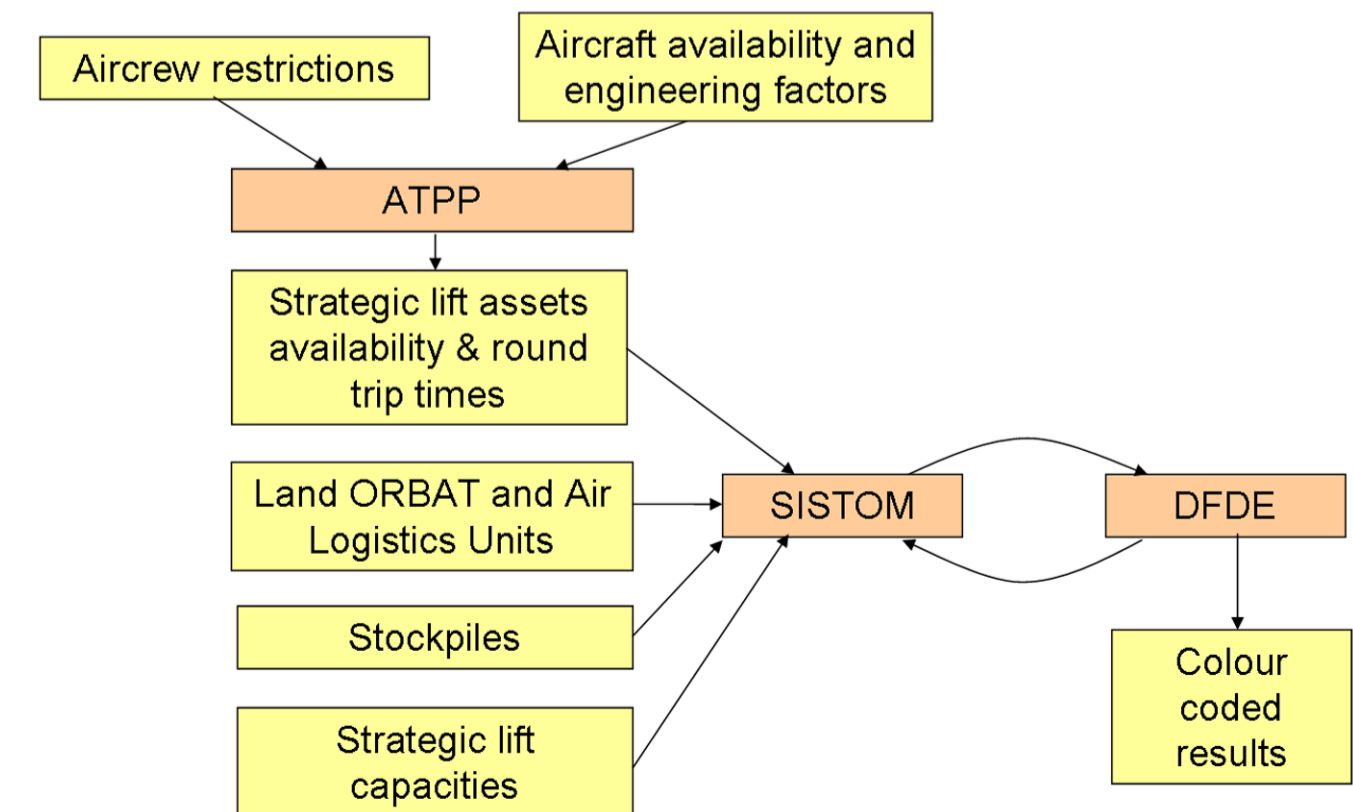 Aircrew restrictions
Aircraft availability and
engineering factors
ATPP
Strategic lift assets
availability & round
trip times
Land ORBAT and Air
Logistics Units
SISTOM
DFDE
Stockpiles
Colour
coded
results
Strategic lift
capacities